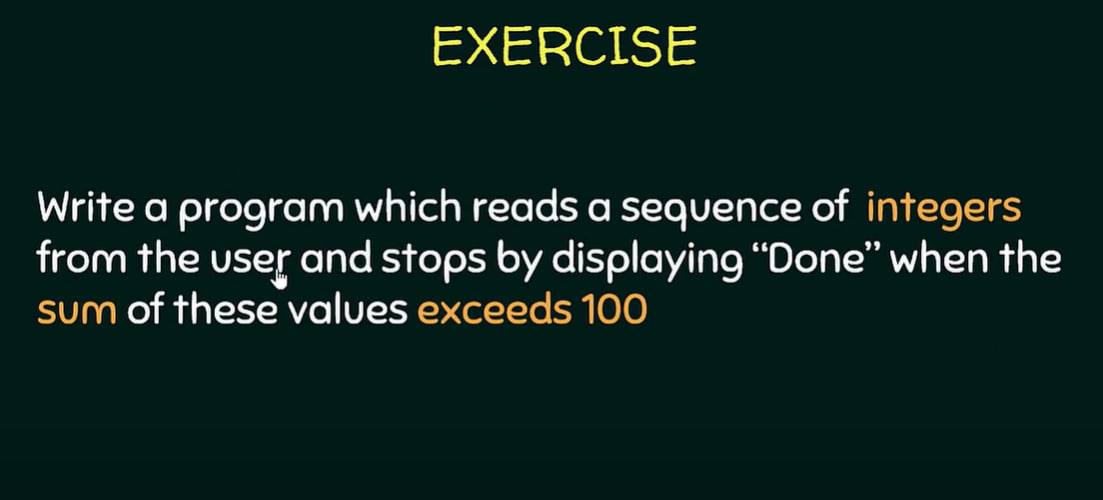 EXERCISE
Write a program which reads a sequence of integers
from the user and stops by displaying “Done” when the
sum of these values exceeds 100